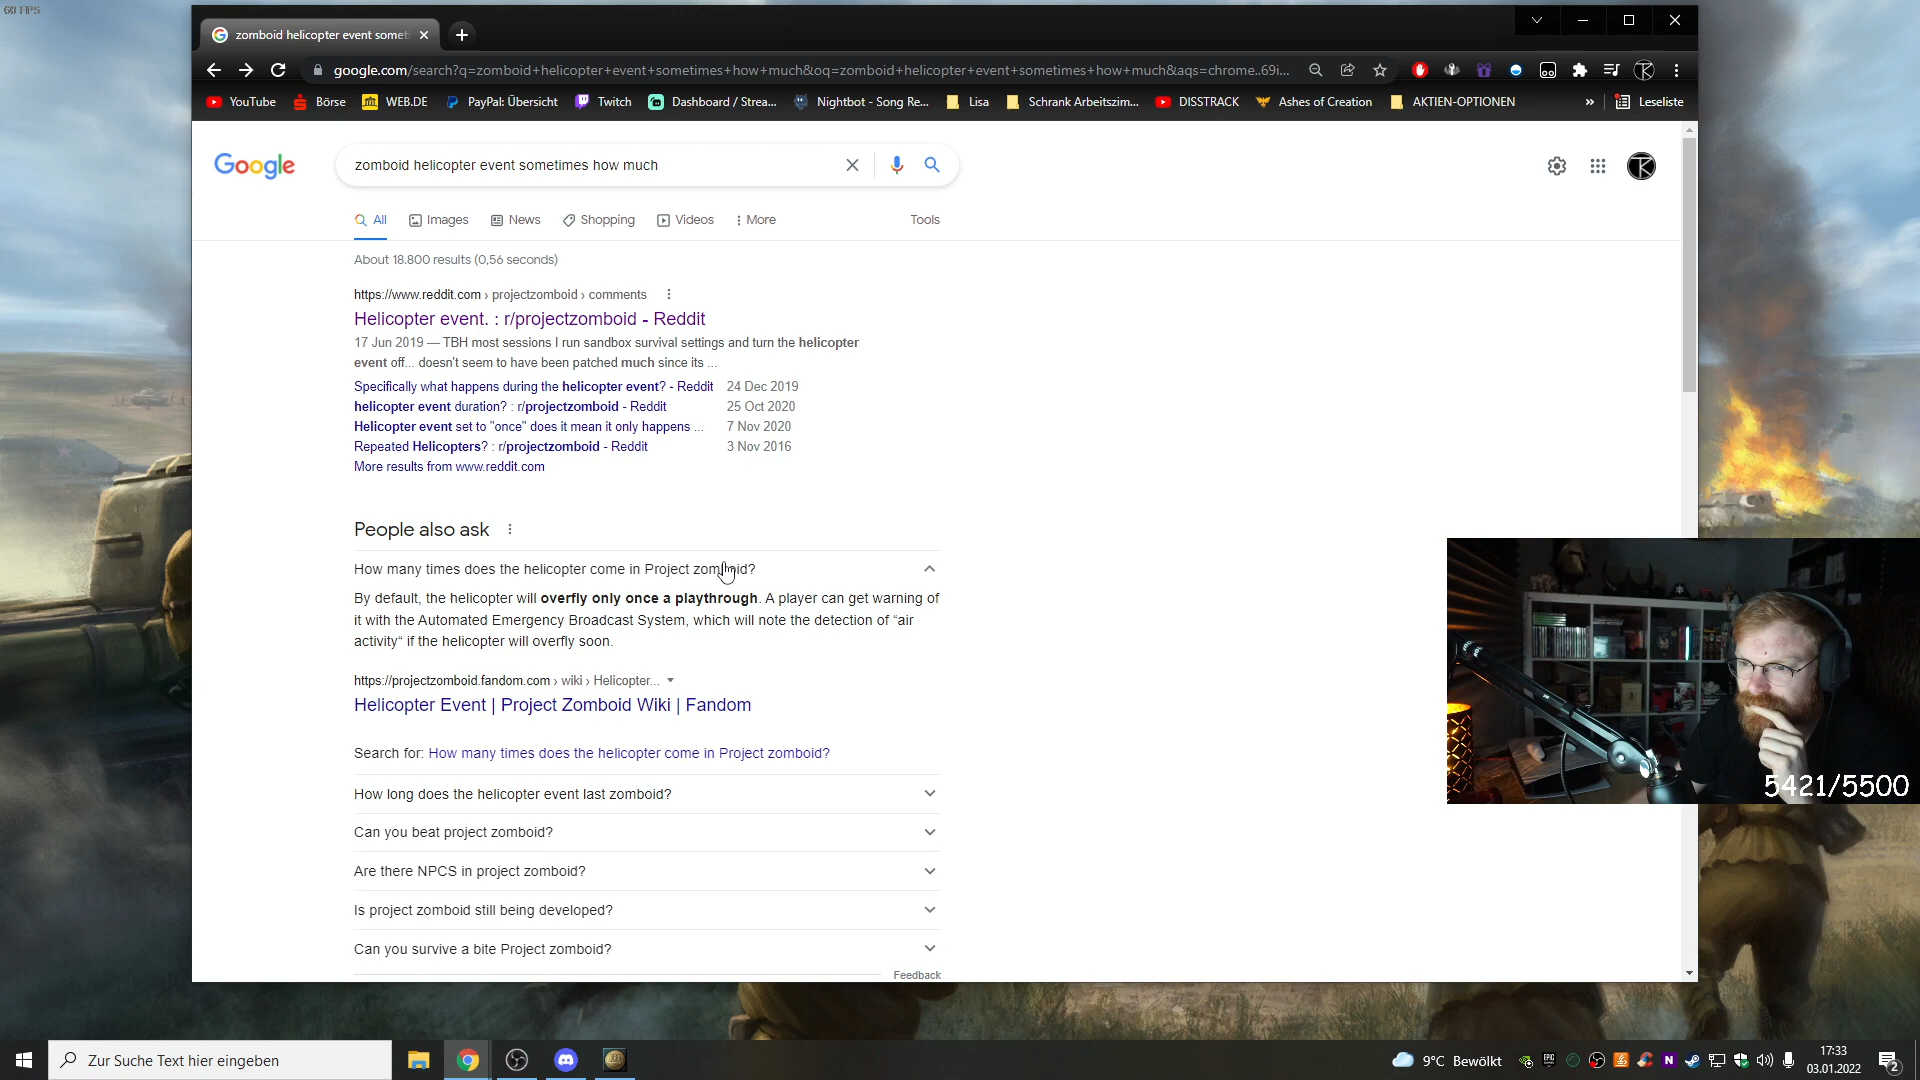 60 FPS
zomboid helicopter event somet
google.com/search?q=zomboid+helicopter+event+sometimes+how+much&oq=zomboid+helicopter+event+sometimes+how+much&aqs=chrome..69i...
YouTube
Börse
WEB.DE
PayPal: Übersicht
Twitch
Dashboard / Strea...
Nightbot - Song Re...
Lisa
Schrank Arbeitszim...
DISSTRACK
Ashes of Creation
AKTIEN-OPTIONEN
»
Leseliste
Google
zomboid helicopter event sometimes how much
All
Images
News
Shopping
Videos
More
Tools
About 18.800 results (0,56 seconds)
https://www.reddit.com › projectzomboid › comments
Helicopter event. : r/projectzomboid - Reddit
17 Jun 2019 — TBH most sessions I run sandbox survival settings and turn the helicopter
event off... doesn't seem to have been patched much since its ...
Specifically what happens during the helicopter event? - Reddit 24 Dec 2019
helicopter event duration? : r/projectzomboid - Reddit 25 Oct 2020
Helicopter event set to "once" does it mean it only happens ... 7 Nov 2020
Repeated Helicopters? : r/projectzomboid - Reddit 3 Nov 2016
More results from www.reddit.com
People also ask
How many times does the helicopter come in Project zomboid?
By default, the helicopter will overfly only once a playthrough. A player can get warning of
it with the Automated Emergency Broadcast System, which will note the detection of “air
activity“ if the helicopter will overfly soon.
https://projectzomboid.fandom.com › wiki › Helicopter...
Helicopter Event | Project Zomboid Wiki | Fandom
Search for: How many times does the helicopter come in Project zomboid?
How long does the helicopter event last zomboid?
Can you beat project zomboid?
Are there NPCS in project zomboid?
Is project zomboid still being developed?
Can you survive a bite Project zomboid?
Feedback
5421/5500
Zur Suche Text hier eingeben
9°C Bewölkt
17:33
03.01.2022
2